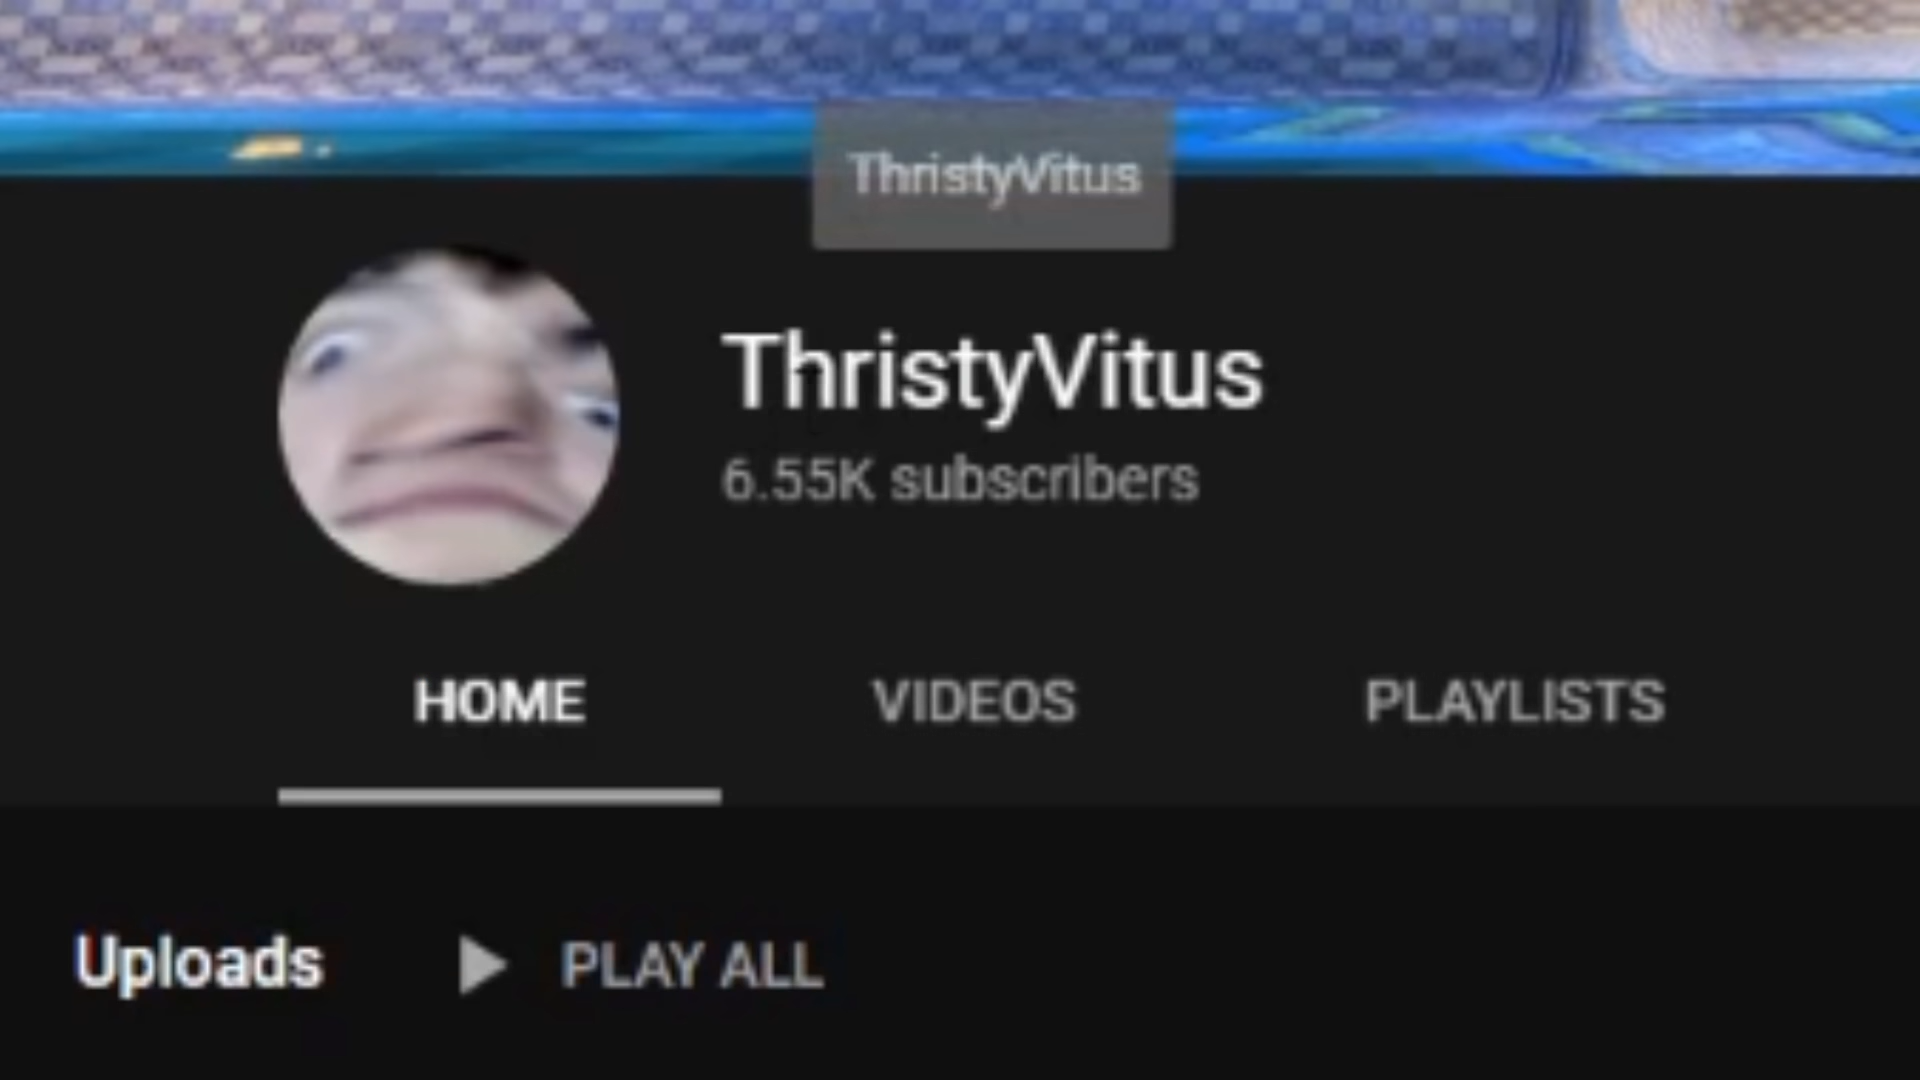 ThristyVitus
ThristyVitus
6.55K subscribers
HOME VIDEOS PLAYLISTS
Uploads PLAY ALL